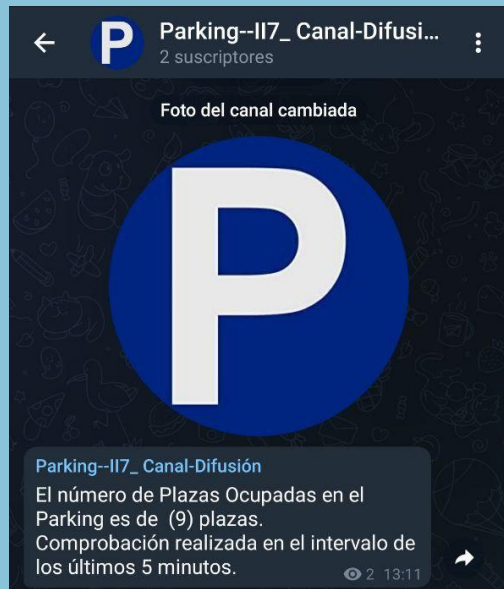 P
Parking--II7_ Canal-Difusi...
2 suscriptores
Foto del canal cambiada
P
Parking--II7_ Canal-Difusión
El número de Plazas Ocupadas en el
Parking es de  (9) plazas.
Comprobación realizada en el intervalo de
los últimos 5 minutos.
2 13:11